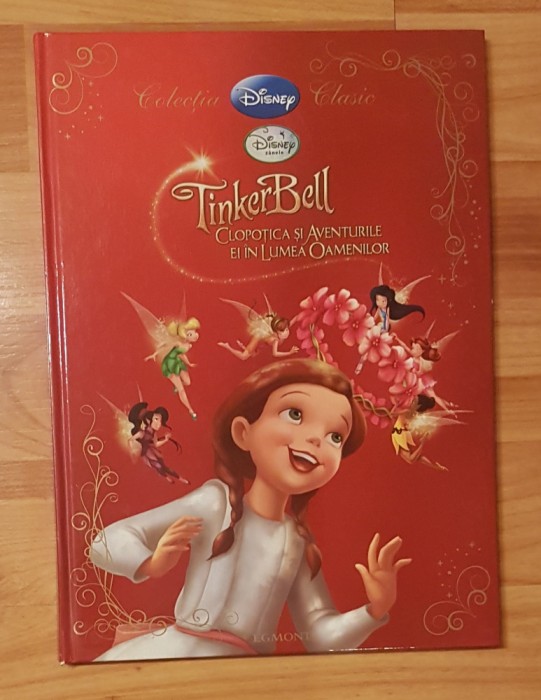 Colecția Disney Clasic
Disney
zânele
TinkerBell
Clopoțica și Aventurile
ei în Lumea Oamenilor
EGMONT